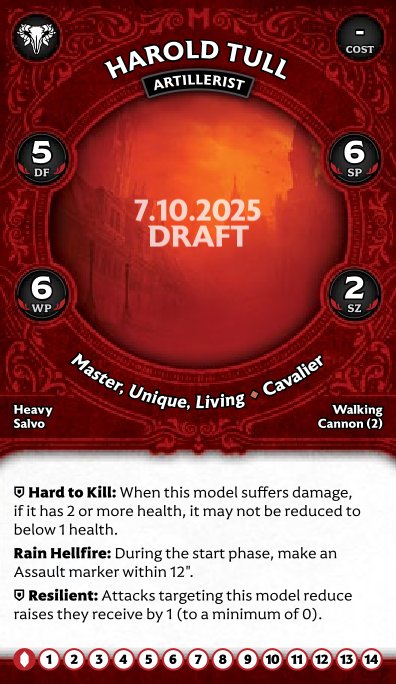 -
COST
HAROLD TULL
ARTILLERIST
5
DF
6
SP
7.10.2025
DRAFT
6
WP
2
SZ
Master, Unique, Living ♦ Cavalier
Heavy
Salvo
Walking
Cannon (2)
Hard to Kill: When this model suffers damage,
if it has 2 or more health, it may not be reduced to
below 1 health.
Rain Hellfire: During the start phase, make an
Assault marker within 12".
Resilient: Attacks targeting this model reduce
raises they receive by 1 (to a minimum of 0).
1 2 3 4 5 6 7 8 9 10 11 12 13 14